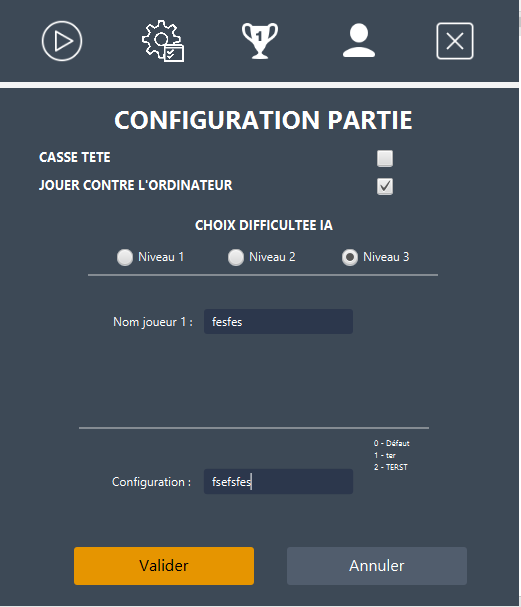 1
CONFIGURATION PARTIE
CASSE TETE
JOUER CONTRE L'ORDINATEUR
CHOIX DIFFICULTEE IA
Niveau 1 Niveau 2 Niveau 3
Nom joueur 1 : fesfes
0 - Défaut
1 - ter
2 - TERST
Configuration : fsefsfes
Valider Annuler